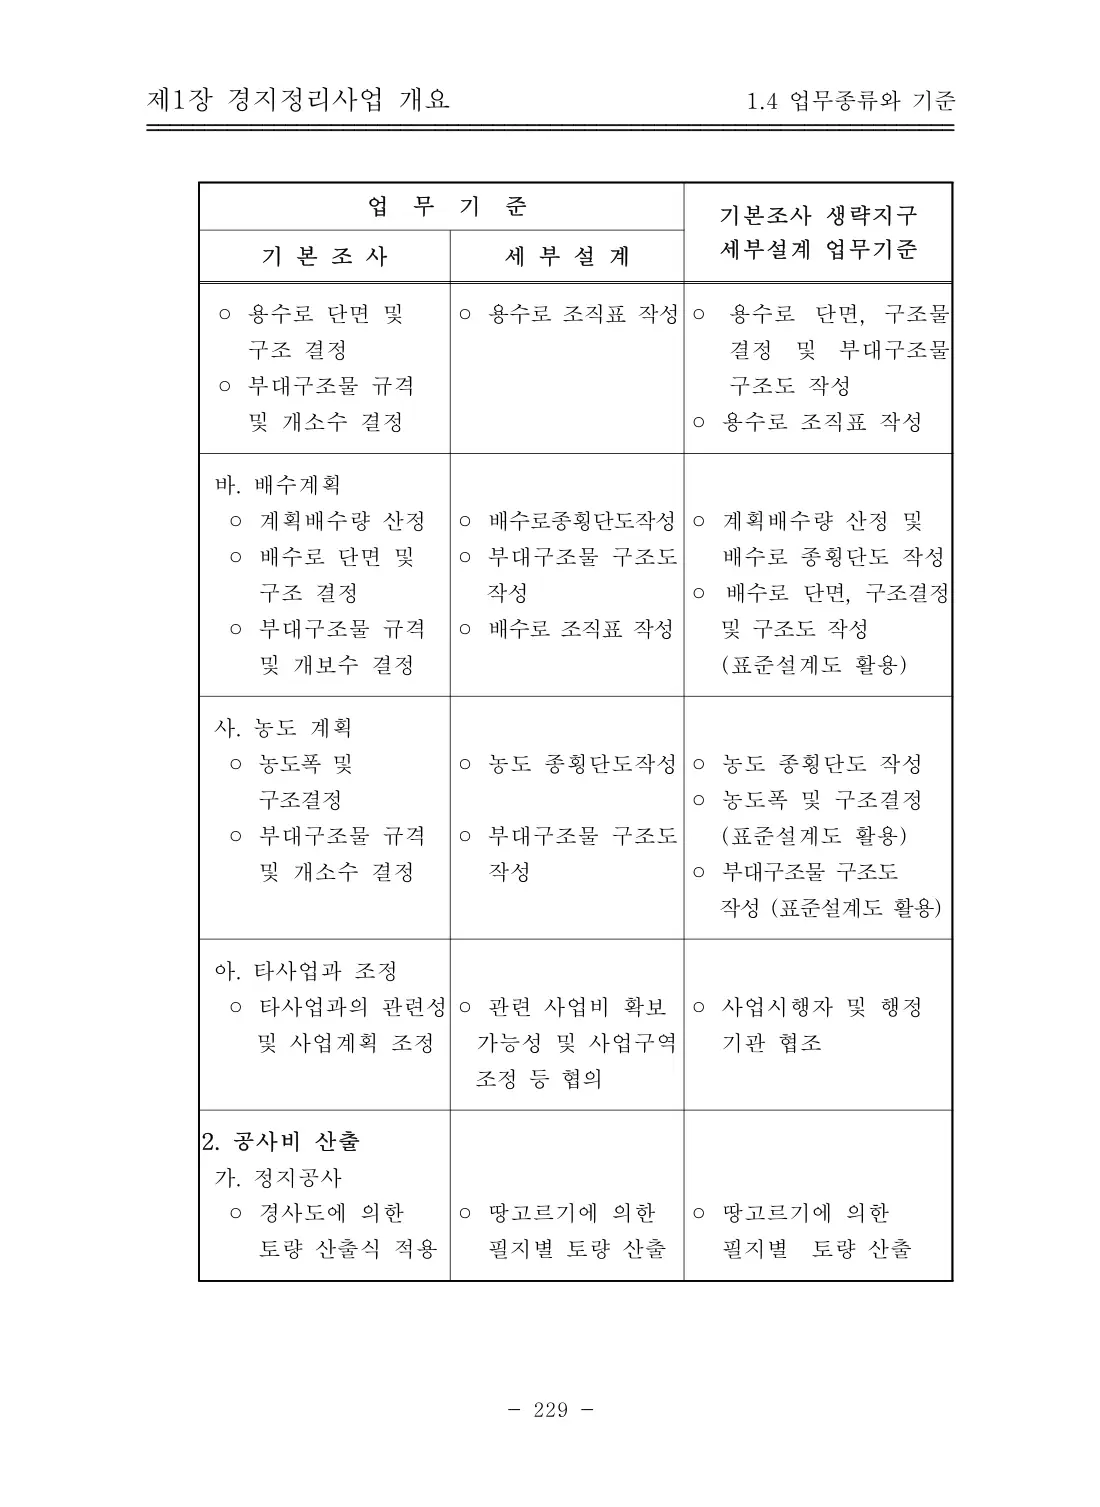 제1장 경지정리사업 개요
1.4 업무종류와 기준
업 무 기 준
기본조사 생략지구
세부설계 업무기준
기 본 조 사
세 부 설 계
○ 용수로 단면 및
구조 결정
○ 부대구조물 규격
및 개소수 결정
○ 용수로 조직표 작성
○ 용수로 단면, 구조물
결정 및 부대구조물
구조도 작성
○ 용수로 조직표 작성
바. 배수계획
○ 계획배수량 산정
○ 배수로 단면 및
구조 결정
○ 부대구조물 규격
및 개보수 결정
○ 배수로종횡단도작성
○ 부대구조물 구조도
작성
○ 배수로 조직표 작성
○ 계획배수량 산정 및
배수로 종횡단도 작성
○ 배수로 단면, 구조결정
및 구조도 작성
(표준설계도 활용)
사. 농도 계획
○ 농도폭 및
구조결정
○ 부대구조물 규격
및 개소수 결정
○ 농도 종횡단도작성
○ 부대구조물 구조도
작성
○ 농도 종횡단도 작성
○ 농도폭 및 구조결정
(표준설계도 활용)
○ 부대구조물 구조도
작성 (표준설계도 활용)
아. 타사업과 조정
○ 타사업과의 관련성
및 사업계획 조정
○ 관련 사업비 확보
가능성 및 사업구역
조정 등 협의
○ 사업시행자 및 행정
기관 협조
2. 공사비 산출
가. 정지공사
○ 경사도에 의한
토량 산출식 적용
○ 땅고르기에 의한
필지별 토량 산출
○ 땅고르기에 의한
필지별 토량 산출
- 229 -